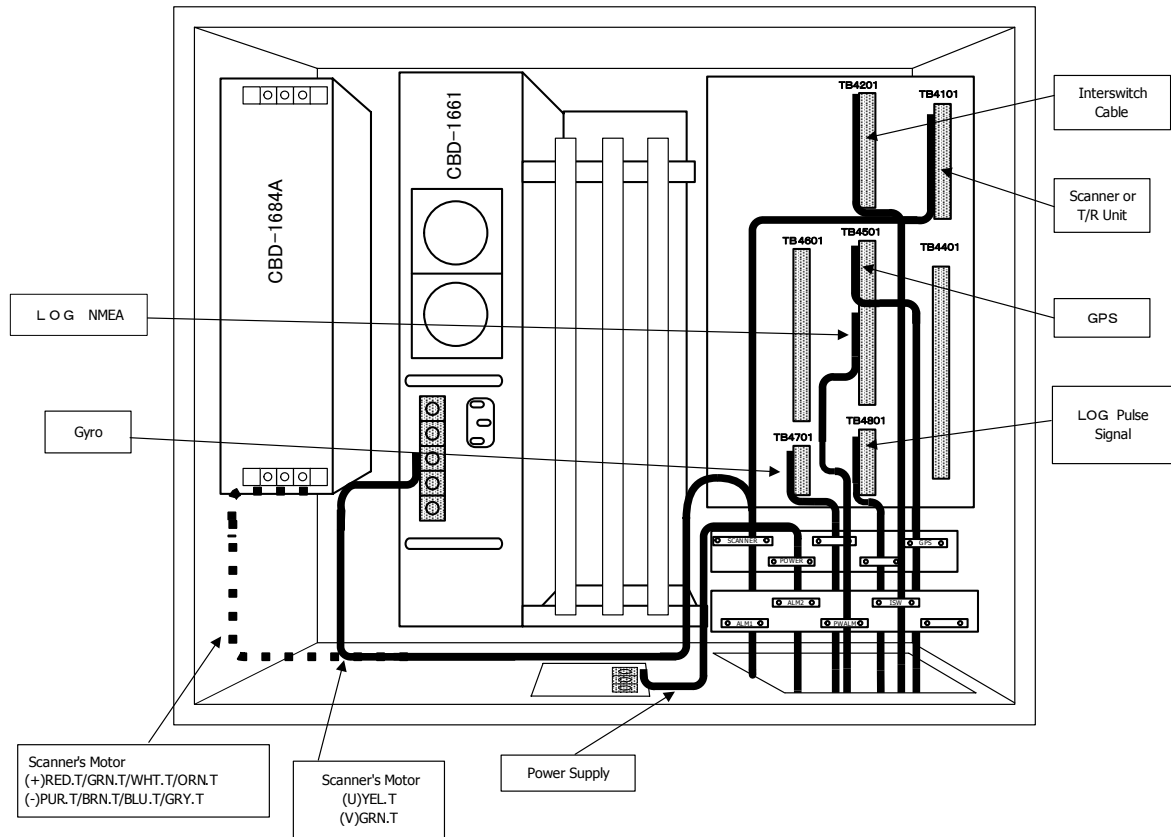 TB4201
TB4101
Interswitch
Cable
CBD-1661
CBD-1684A
Scanner or
T/R Unit
TB4501
TB4601
TB4401
LOG NMEA
GPS
LOG Pulse
Signal
Gyro
TB4801
TB4701
SCANNER
GPS
POWER
ALM2
ISW
ALM1
PWALM
Scanner's Motor
(+)RED.T/GRN.T/WHT.T/ORN.T
(-)PUR.T/BRN.T/BLU.T/GRY.T
Scanner's Motor
(U)YEL.T
(V)GRN.T
Power Supply